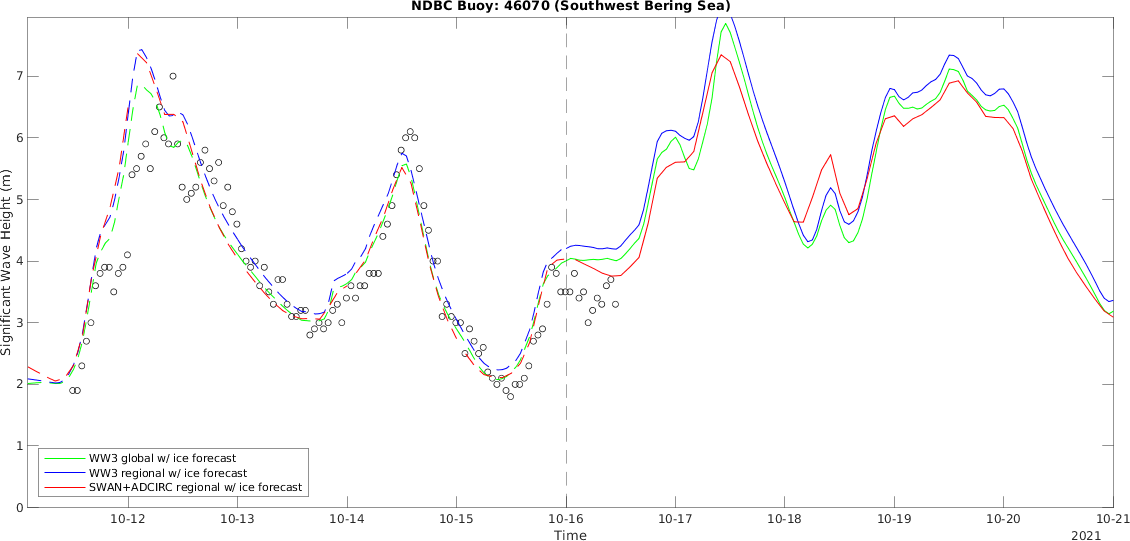 NDBC Buoy: 46070 (Southwest Bering Sea)
Significant Wave Height (m)
7
6
5
4
3
2
1
0
WW3 global w/ ice forecast
WW3 regional w/ ice forecast
SWAN+ADCIRC regional w/ ice forecast
10-12 10-13 10-14 10-15 10-16 10-17 10-18 10-19 10-20 10-21
Time
2021